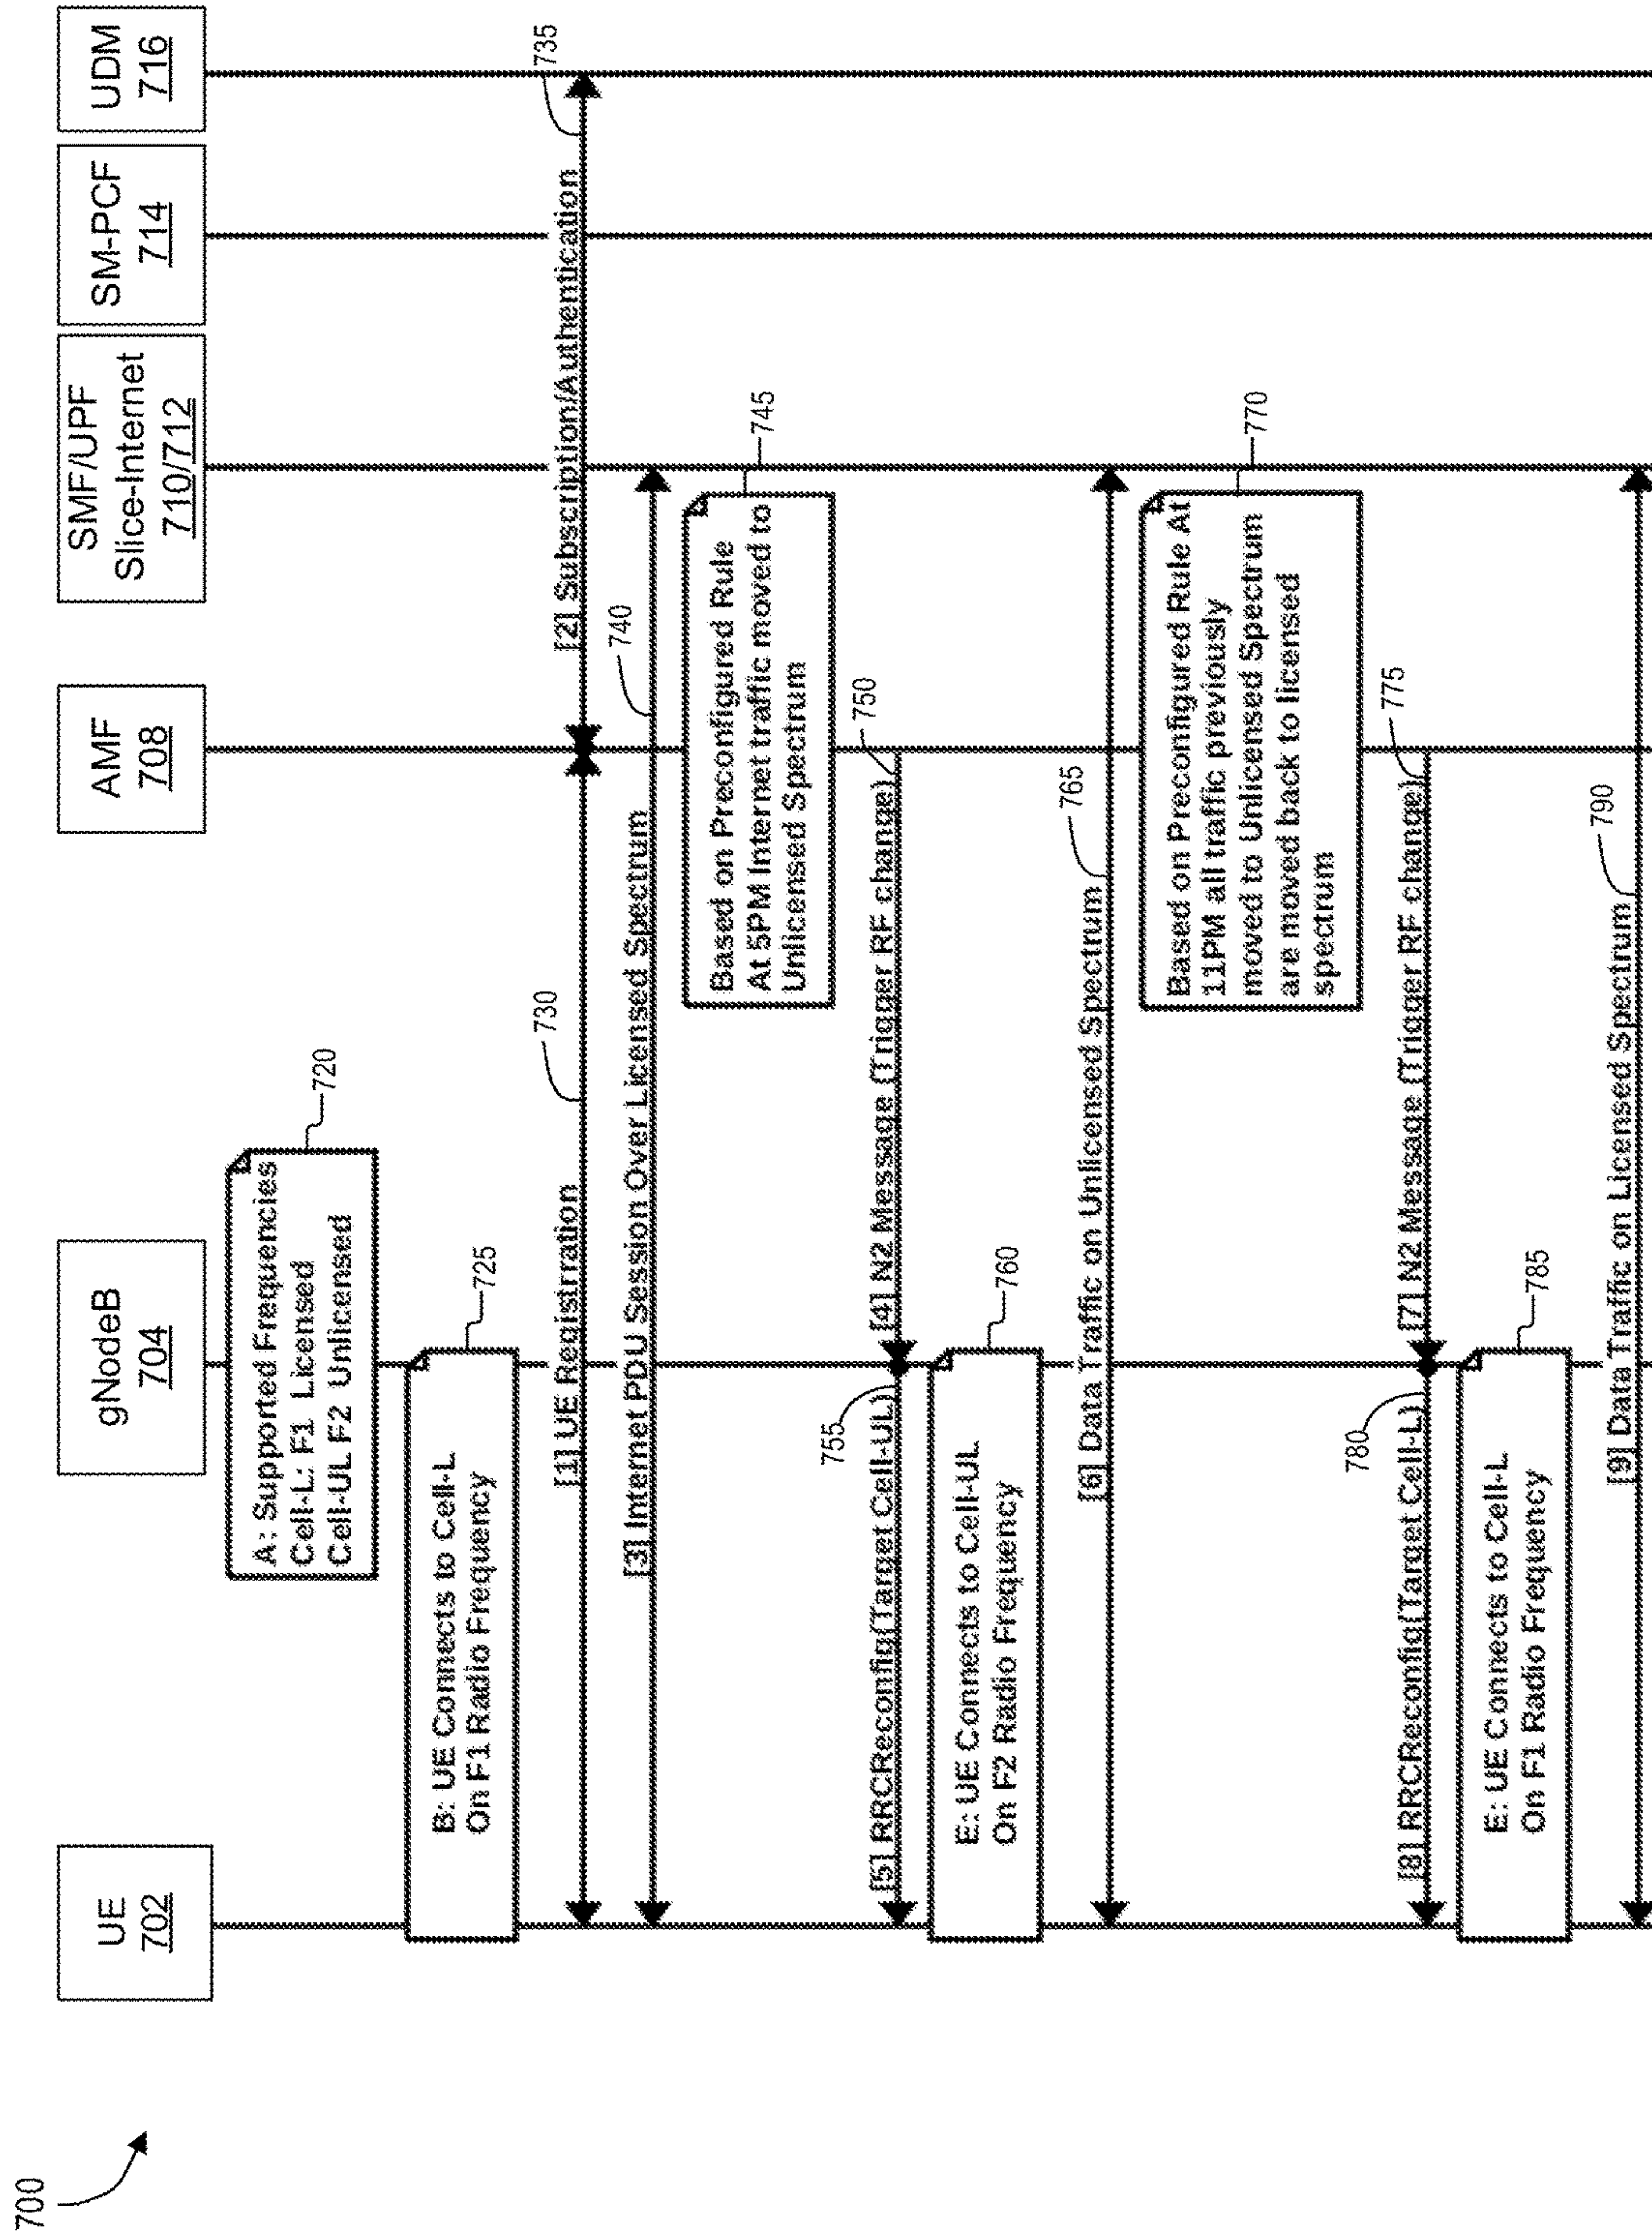 700
UE
702
gNodeB
704
AMF
708
SMF/UPF
Slice-Internet
710/712
SM-PCF
714
UDM
716
A: Supported Frequencies
Cell-L: F1 Licensed
Cell-UL F2 Unlicensed
720
B: UE Connects to Cell-L
On F1 Radio Frequency
725
[1] UE Registration
730
[2] Subscription/Authentication
735
[3] Internet PDU Session Over Licensed Spectrum
740
Based on Preconfigured Rule
At 5PM Internet traffic moved to
Unlicensed Spectrum
745
[4] N2 Message (Trigger RF change)
750
[5] RRCReconfig(Target Cell-UL)
755
E: UE Connects to Cell-UL
On F2 Radio Frequency
760
[6] Data Traffic on Unlicensed Spectrum
765
Based on Preconfigured Rule At
11PM all traffic previously
moved to Unlicensed Spectrum
are moved back to licensed
spectrum
770
[7] N2 Message (Trigger RF change)
775
[8] RRCReconfig(Target Cell-L)
780
E: UE Connects to Cell-L
On F1 Radio Frequency
785
[9] Data Traffic on Licensed Spectrum
790